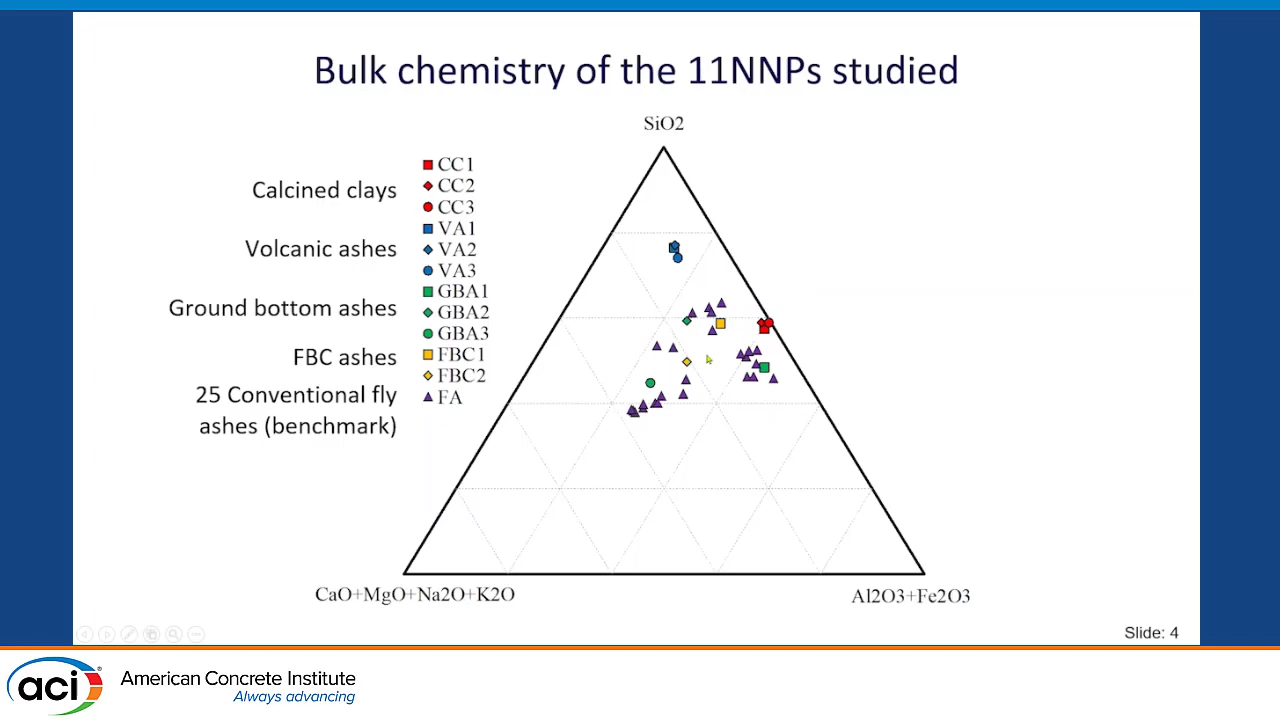 Bulk chemistry of the 11NNPs studied
SiO2
Calcined clays
Volcanic ashes
Ground bottom ashes
FBC ashes
25 Conventional fly
ashes (benchmark)
CC1
CC2
CC3
VA1
VA2
VA3
GBA1
GBA2
GBA3
FBC1
FBC2
FA
CaO+MgO+Na2O+K2O
Al2O3+Fe2O3
Slide: 4
aci
®
American Concrete Institute
Always advancing